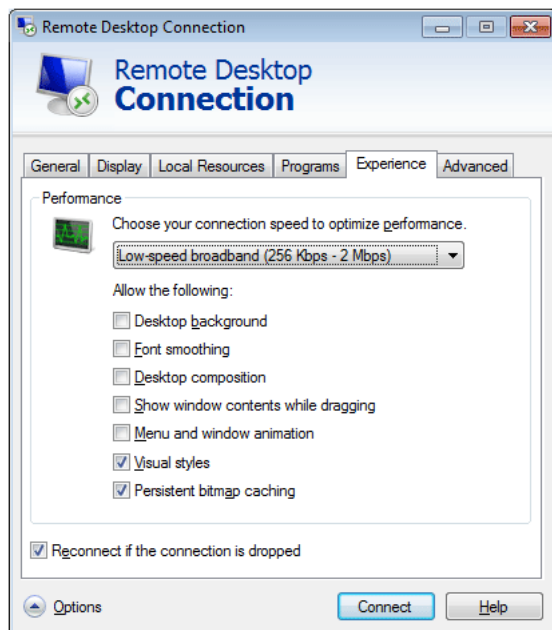 Remote Desktop Connection
Remote Desktop
Connection
General Display Local Resources Programs Experience Advanced
Performance
Choose your connection speed to optimize performance.
Low-speed broadband (256 Kbps - 2 Mbps)
Allow the following:
Desktop background
Font smoothing
Desktop composition
Show window contents while dragging
Menu and window animation
Visual styles
Persistent bitmap caching
Reconnect if the connection is dropped
Options Connect Help